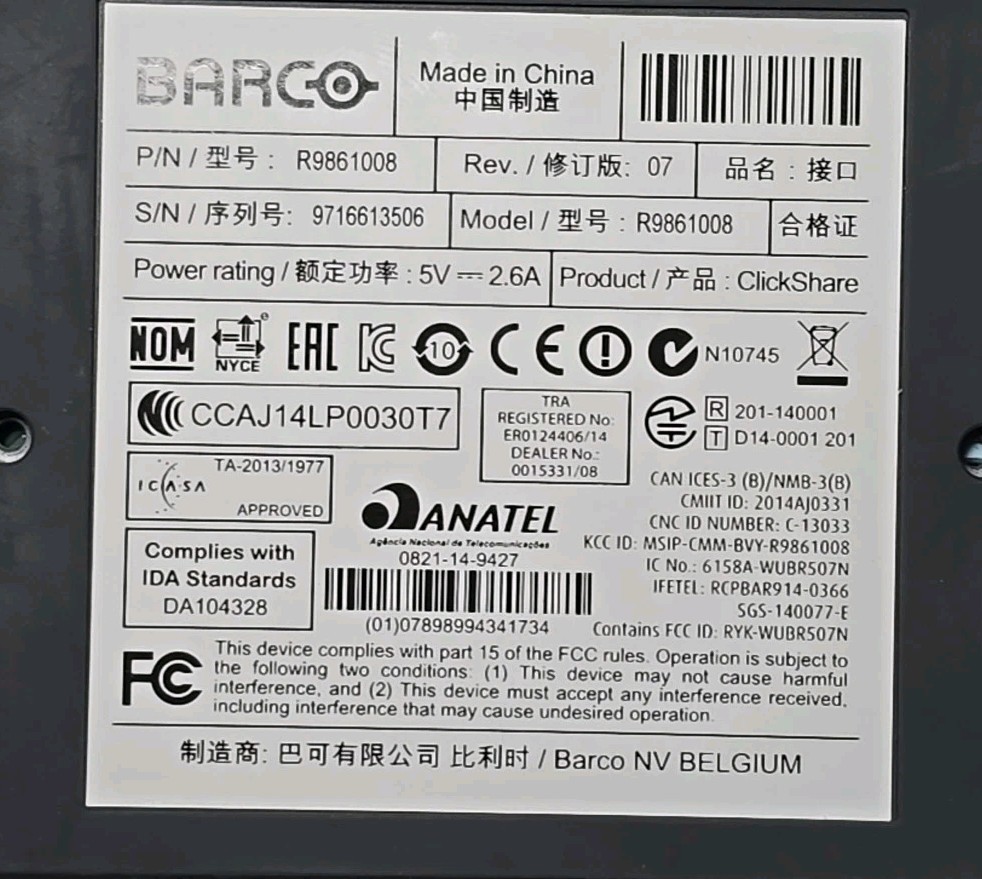 BARCO
Made in China
中国制造
P/N / 型号 : R9861008
Rev. / 修订版: 07
品名 : 接口
S/N / 序列号: 9716613506
Model / 型号 : R9861008
合格证
Power rating / 额定功率 : 5V ⎓ 2.6A
Product / 产品 : ClickShare
NOM
NYCE
EAC
KC
10
CE
N10745
CCAJ14LP0030T7
TRA
REGISTERED No:
ER0124406/14
DEALER No.:
0015331/08
R 201-140001
T D14-0001 201
TA-2013/1977
ICASA
APPROVED
ANATEL
Agência Nacional de Telecomunicações
0821-14-9427
(01)07898994341734
CAN ICES-3 (B)/NMB-3(B)
CMIIT ID: 2014AJ0331
CNC ID NUMBER: C-13033
KCC ID: MSIP-CMM-BVY-R9861008
IC No.: 6158A-WUBR507N
IFETEL: RCPBAR914-0366
SGS-140077-E
Contains FCC ID: RYK-WUBR507N
Complies with
IDA Standards
DA104328
FC
This device complies with part 15 of the FCC rules. Operation is subject to
the following two conditions: (1) This device may not cause harmful
interference, and (2) This device must accept any interference received,
including interference that may cause undesired operation.
制造商: 巴可有限公司 比利时 / Barco NV BELGIUM